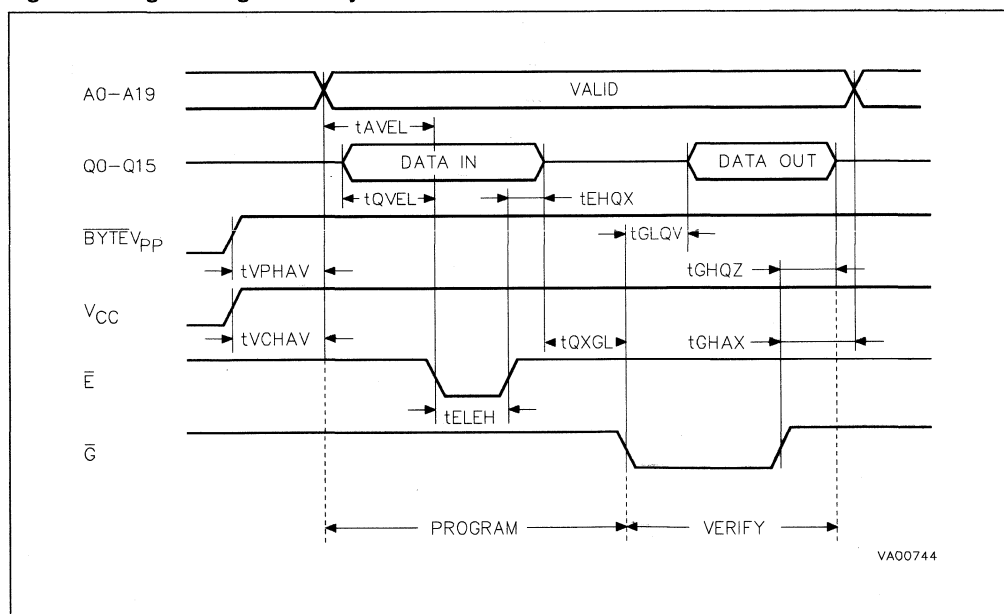 A0–A19
VALID
tAVEL
Q0–Q15
DATA IN
DATA OUT
tQVEL
tEHQX
BYTEVPP
tGLQV
tVPHAV
tGHQZ
VCC
tVCHAV
tQXGL
tGHAX
E
tELEH
G
PROGRAM
VERIFY
VA00744